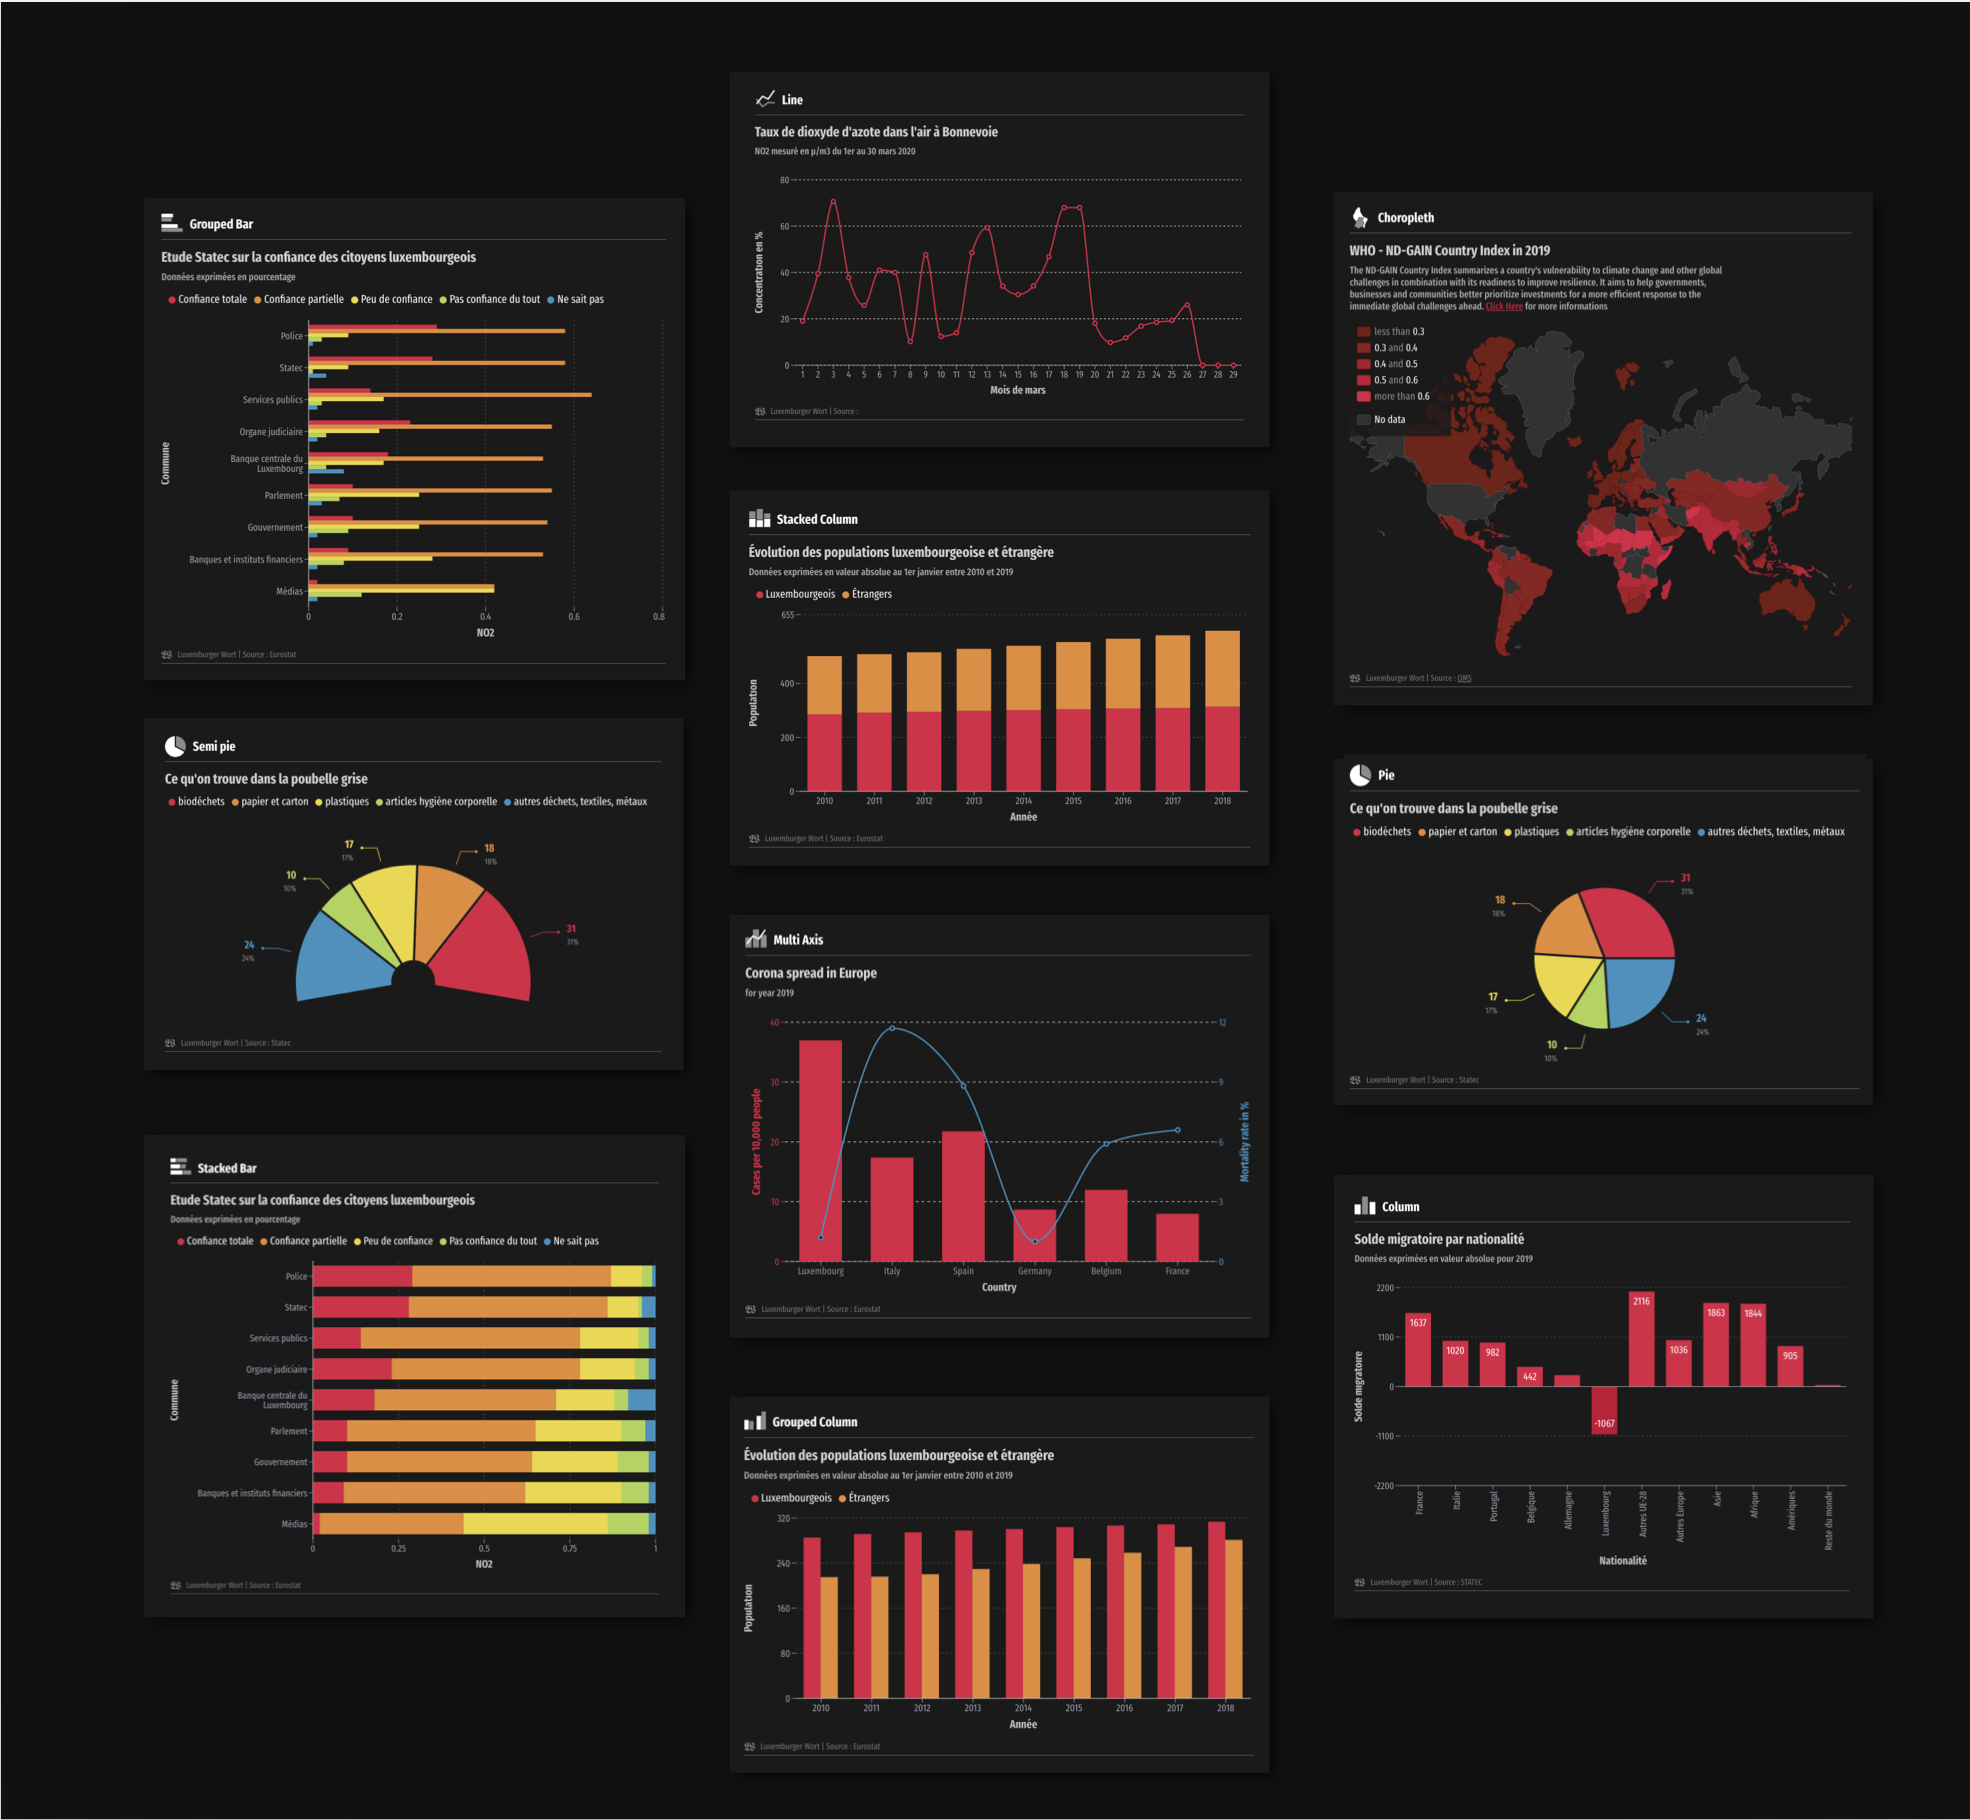 Grouped Bar
Etude Statec sur la confiance des citoyens luxembourgeois
Données exprimées en pourcentage
Confiance totale Confiance partielle Peu de confiance Pas confiance du tout Ne sait pas
Police
Statec
Services publics
Organe judiciaire
Banque centrale du
Luxembourg
Parlement
Gouvernement
Banques et instituts financiers
Médias
Commune
0 0.2 0.4 0.6 0.8
NO2
Luxemburger Wort | Source : Eurostat
Semi pie
Ce qu'on trouve dans la poubelle grise
biodéchets papier et carton plastiques articles hygiène corporelle autres déchets, textiles, métaux
17
17%
18
18%
10
10%
31
31%
24
24%
Luxemburger Wort | Source : Statec
Stacked Bar
Etude Statec sur la confiance des citoyens luxembourgeois
Données exprimées en pourcentage
Confiance totale Confiance partielle Peu de confiance Pas confiance du tout Ne sait pas
Police
Statec
Services publics
Organe judiciaire
Banque centrale du
Luxembourg
Parlement
Gouvernement
Banques et instituts financiers
Médias
Commune
0 0.25 0.5 0.75 1
NO2
Luxemburger Wort | Source : Eurostat
Line
Taux de dioxyde d'azote dans l'air à Bonnevoie
NO2 mesuré en µ/m3 du 1er au 30 mars 2020
80
60
40
20
0
Concentration en %
1 2 3 4 5 6 7 8 9 10 11 12 13 14 15 16 17 18 19 20 21 22 23 24 25 26 27 28 29
Mois de mars
Luxemburger Wort | Source :
Stacked Column
Évolution des populations luxembourgeoise et étrangère
Données exprimées en valeur absolue au 1er janvier entre 2010 et 2019
Luxembourgeois Étrangers
655
400
200
0
Population
2010 2011 2012 2013 2014 2015 2016 2017 2018
Année
Luxemburger Wort | Source : Eurostat
Multi Axis
Corona spread in Europe
for year 2019
40
30
20
10
0
Cases per 10,000 people
12
9
6
3
0
Mortality rate in %
Luxembourg Italy Spain Germany Belgium France
Country
Luxemburger Wort | Source : Eurostat
Grouped Column
Évolution des populations luxembourgeoise et étrangère
Données exprimées en valeur absolue au 1er janvier entre 2010 et 2019
Luxembourgeois Étrangers
320
240
160
80
0
Population
2010 2011 2012 2013 2014 2015 2016 2017 2018
Année
Luxemburger Wort | Source : Eurostat
Choropleth
WHO - ND-GAIN Country Index in 2019
The ND-GAIN Country Index summarizes a country's vulnerability to climate change and other global
challenges in combination with its readiness to improve resilience. It aims to help governments,
businesses and communities better prioritize investments for a more efficient response to the
immediate global challenges ahead. Click Here for more informations
less than 0.3
0.3 and 0.4
0.4 and 0.5
0.5 and 0.6
more than 0.6
No data
Luxemburger Wort | Source : OMS
Pie
Ce qu'on trouve dans la poubelle grise
biodéchets papier et carton plastiques articles hygiène corporelle autres déchets, textiles, métaux
31
31%
18
18%
17
17%
24
24%
10
10%
Luxemburger Wort | Source : Statec
Column
Solde migratoire par nationalité
Données exprimées en valeur absolue pour 2019
2200
1100
0
-1100
-2200
Solde migratoire
1637
1020
982
442
-1067
2116
1036
1863
1844
905
France
Italie
Portugal
Belgique
Allemagne
Luxembourg
Autres UE-28
Autres Europe
Asie
Afrique
Amériques
Reste du monde
Nationalité
Luxemburger Wort | Source : STATEC